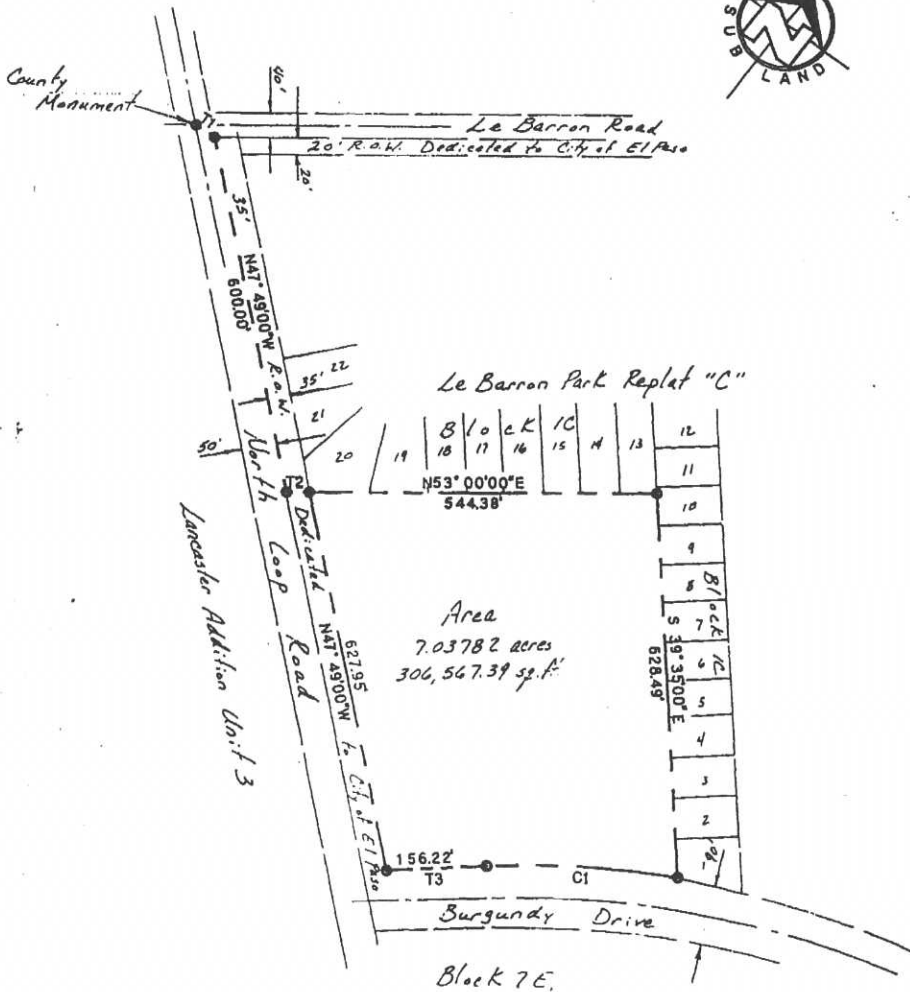 SUB LAND
County
Monument
T1
40'
Le Barron Road
20' R.O.W. Dedicated to City of El Paso
20'
35'
N47° 49'00"W
600.00'
R.O.W.
35'
22
21
50'
Le Barron Park Replat "C"
Block 1C
20
19
18
17
16
15
14
13
12
11
10
9
8
7
6
5
4
3
2
Block 1C
T2
N53° 00'00"E
544.38'
North Loop Road
Dedicated to City of El Paso
Lancaster Addition Unit 3
627.95
N47° 49'00"W
Area
7.03782 acres
306,567.39 sq.ft.
S 39° 35'00"E
628.49'
156.22'
T3
C1
Burgundy Drive
Block 7E.